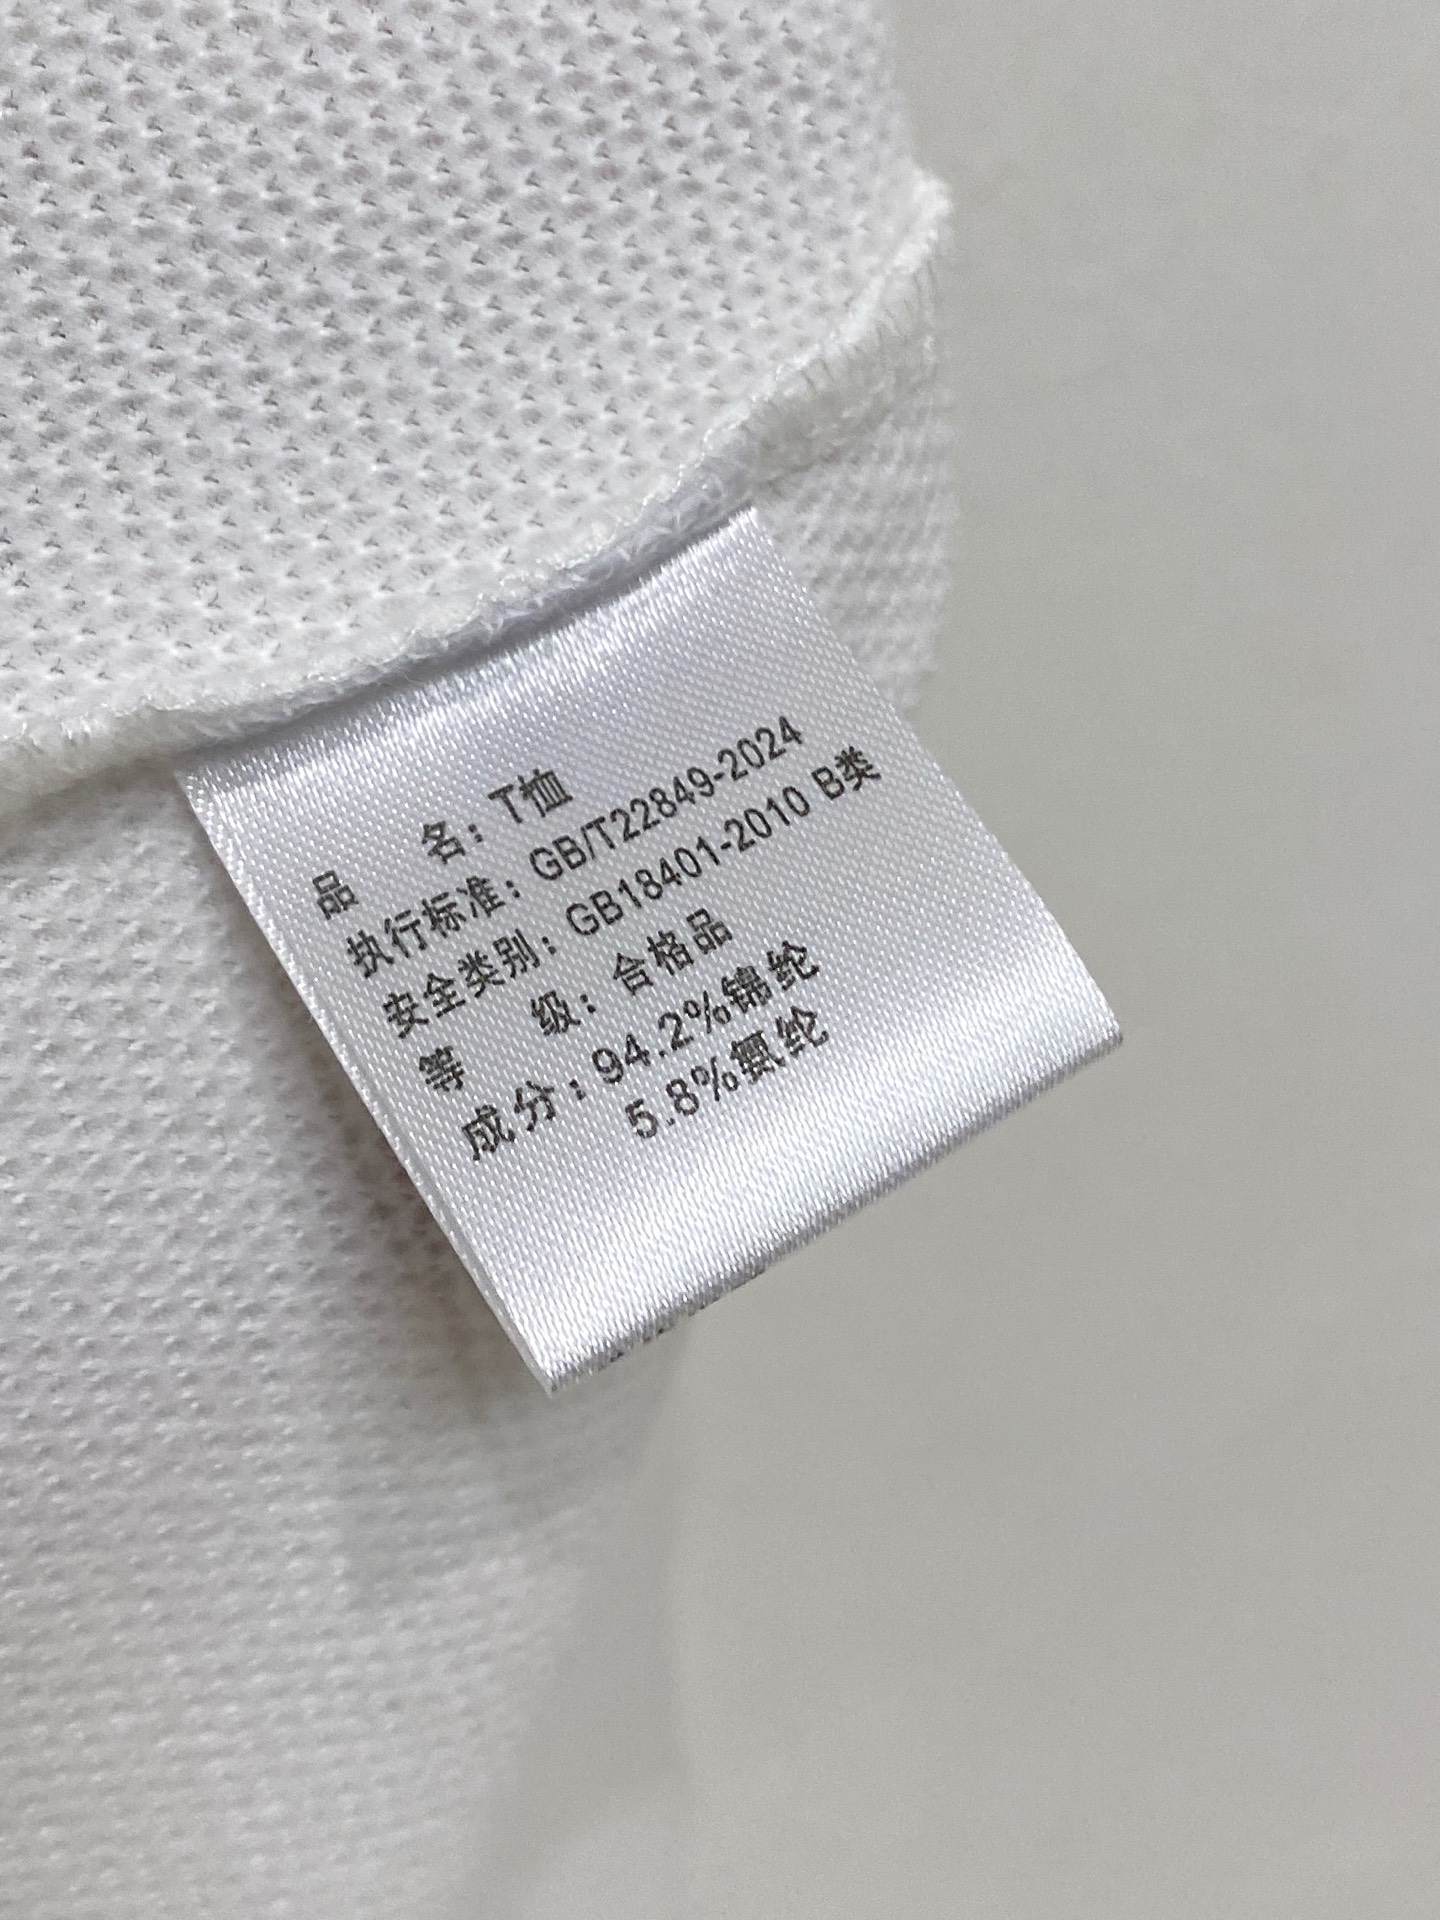 品 名：T恤
执行标准：GB/T22849-2024
安全类别：GB18401-2010 B类
等 级：合格品
成分：94.2%锦纶
5.8%氨纶